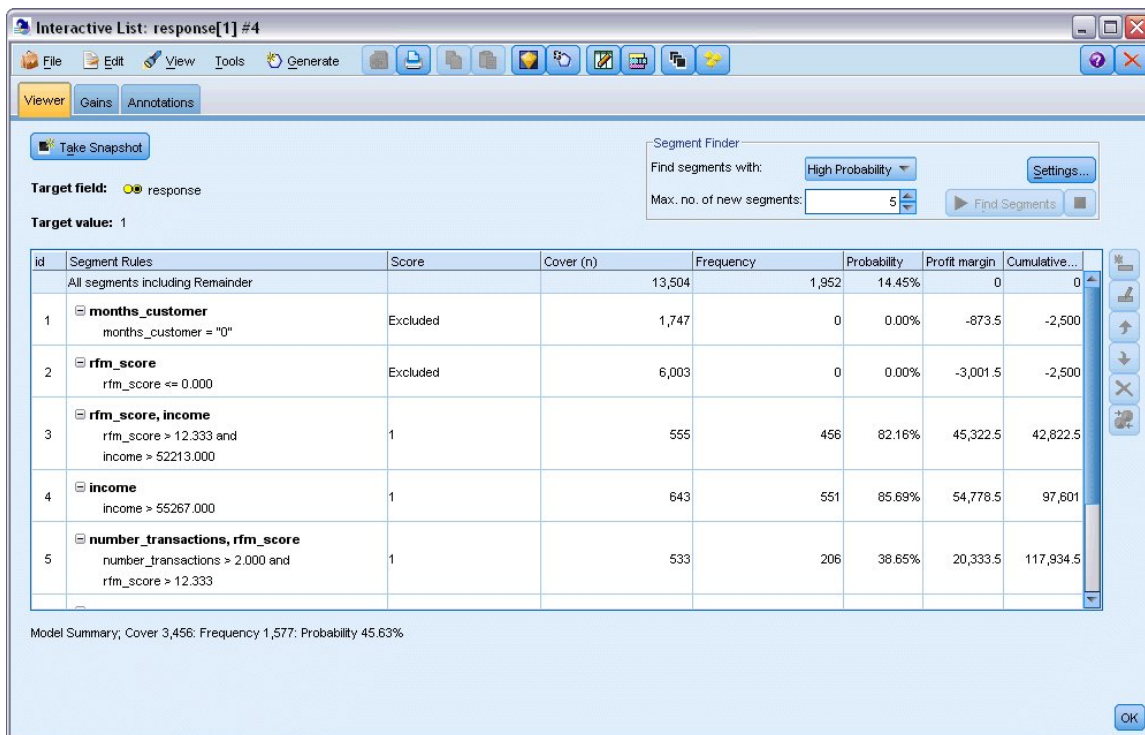 Interactive List: response[1] #4
File Edit View Tools Generate
Viewer Gains Annotations
Take Snapshot
Segment Finder
Find segments with: High Probability Settings...
Max. no. of new segments: 5 Find Segments
Target field: response
Target value: 1
id Segment Rules Score Cover (n) Frequency Probability Profit margin Cumulative...
All segments including Remainder 13,504 1,952 14.45% 0 0
1 months_customer
months_customer = "0" Excluded 1,747 0 0.00% -873.5 -2,500
2 rfm_score
rfm_score <= 0.000 Excluded 6,003 0 0.00% -3,001.5 -2,500
3 rfm_score, income
rfm_score > 12.333 and 1 555 456 82.16% 45,322.5 42,822.5
income > 52213.000
4 income
income > 55267.000 1 643 551 85.69% 54,778.5 97,601
5 number_transactions, rfm_score
number_transactions > 2.000 and 1 533 206 38.65% 20,333.5 117,934.5
rfm_score > 12.333
Model Summary; Cover 3,456: Frequency 1,577: Probability 45.63%
OK